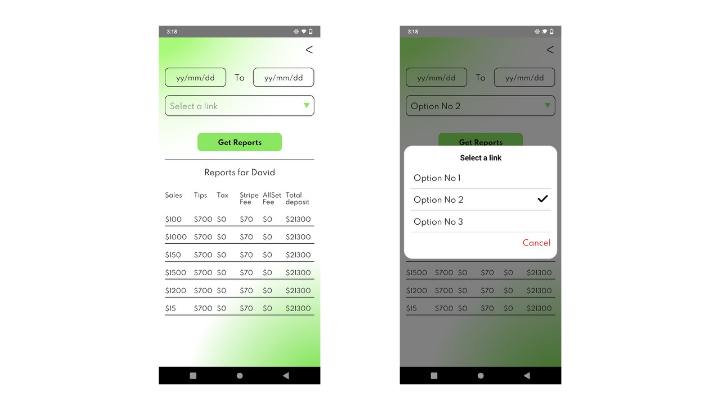 3:18
yy/mm/dd To yy/mm/dd
Select a link
Get Reports
Reports for David
Sales Tips Tax Stripe Fee AllSet Fee Total deposit
$100 $700 $0 $70 $0 $21300
$1000 $700 $0 $70 $0 $21300
$150 $700 $0 $70 $0 $21300
$1500 $700 $0 $70 $0 $21300
$1200 $700 $0 $70 $0 $21300
$15 $700 $0 $70 $0 $21300
3:18
yy/mm/dd To yy/mm/dd
Option No 2
Get Reports
Select a link
Option No 1
Option No 2
Option No 3
Cancel
$1500 $700 $0 $70 $0 $21300
$1200 $700 $0 $70 $0 $21300
$15 $700 $0 $70 $0 $21300